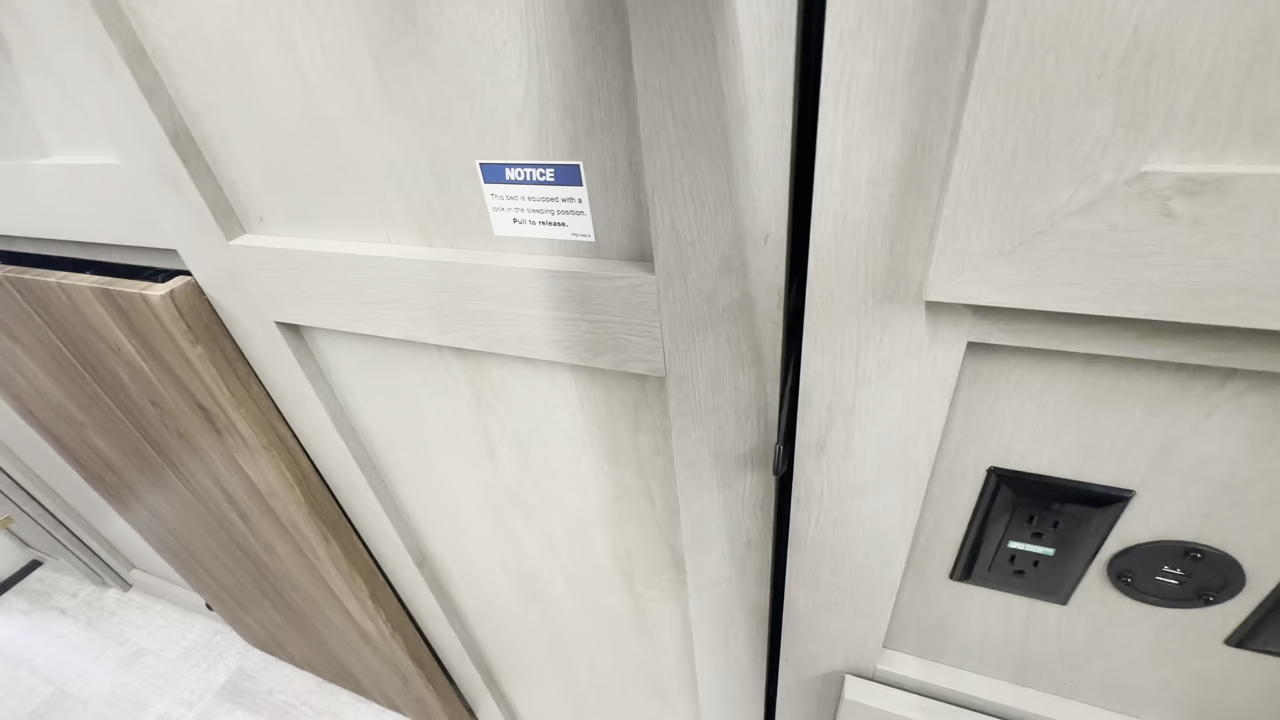 NOTICE
This bed is equipped with a
lock in the sleeping position.
Pull to release.